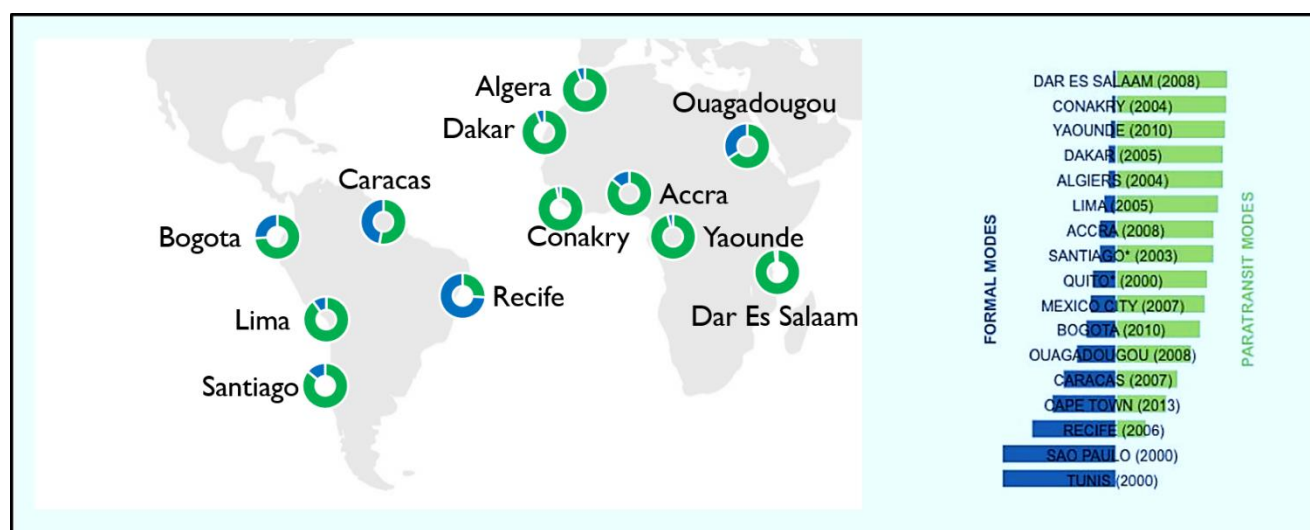 Algera
Ouagadougou
Dakar
Caracas
Accra
Bogota
Conakry
Yaounde
Recife
Lima
Dar Es Salaam
Santiago
FORMAL MODES
DAR ES SALAAM (2008)
CONAKRY (2004)
YAOUNDE (2010)
DAKAR (2005)
ALGIERS (2004)
LIMA (2005)
ACCRA (2008)
SANTIAGO* (2003)
QUITO* (2000)
MEXICO CITY (2007)
BOGOTA (2010)
OUAGADOUGOU (2008)
CARACAS (2007)
CAPE TOWN (2013)
RECIFE (2006)
SAO PAULO (2000)
TUNIS (2000)
PARATRANSIT MODES